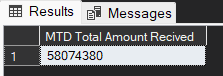 Results Messages
MTD Total Amount Recived
1 58074380